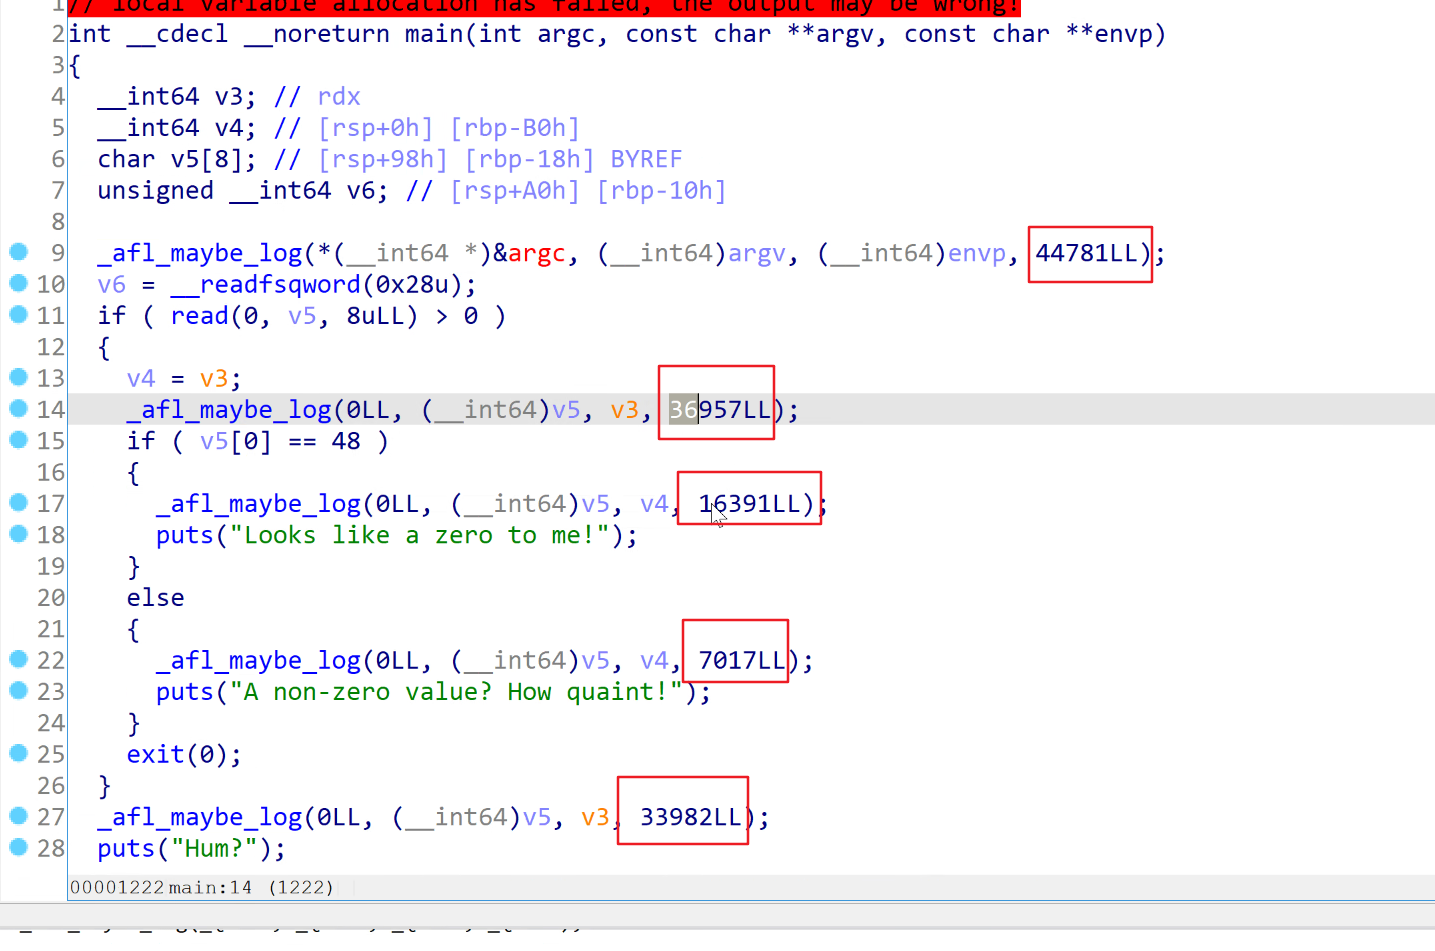 1// local variable allocation has failed, the output may be wrong!
2int __cdecl __noreturn main(int argc, const char **argv, const char **envp)
3{
4  __int64 v3; // rdx
5  __int64 v4; // [rsp+0h] [rbp-B0h]
6  char v5[8]; // [rsp+98h] [rbp-18h] BYREF
7  unsigned __int64 v6; // [rsp+A0h] [rbp-10h]
8
9  _afl_maybe_log(*(__int64 *)&argc, (__int64)argv, (__int64)envp, 44781LL);
10  v6 = __readfsqword(0x28u);
11  if ( read(0, v5, 8uLL) > 0 )
12  {
13    v4 = v3;
14    _afl_maybe_log(0LL, (__int64)v5, v3, 36957LL);
15    if ( v5[0] == 48 )
16    {
17      _afl_maybe_log(0LL, (__int64)v5, v4, 16391LL);
18      puts("Looks like a zero to me!");
19    }
20    else
21    {
22      _afl_maybe_log(0LL, (__int64)v5, v4, 7017LL);
23      puts("A non-zero value? How quaint!");
24    }
25    exit(0);
26  }
27  _afl_maybe_log(0LL, (__int64)v5, v3, 33982LL);
28  puts("Hum?");
00001222 main:14 (1222)